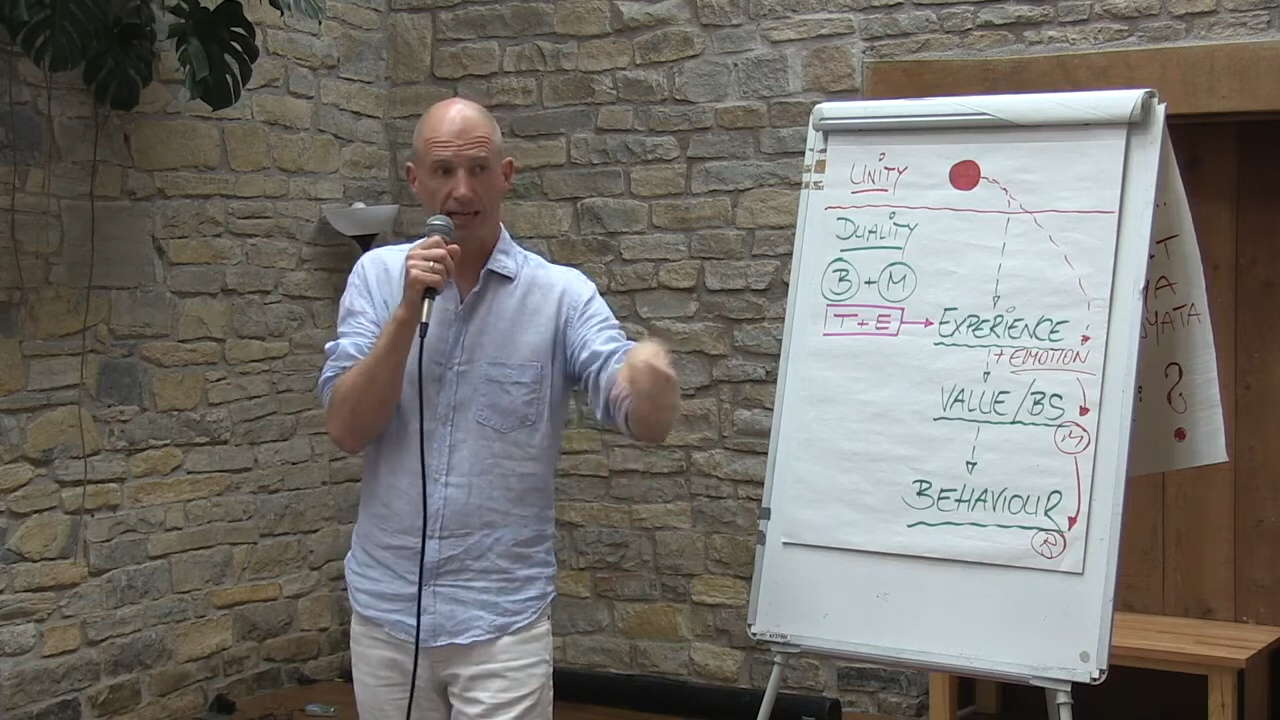 UNITY
DUALITY
B + M
T + E
EXPERIENCE
+ EMOTION
VALUE/BS
M
BEHAVIOUR
R
T
A
YATA
?